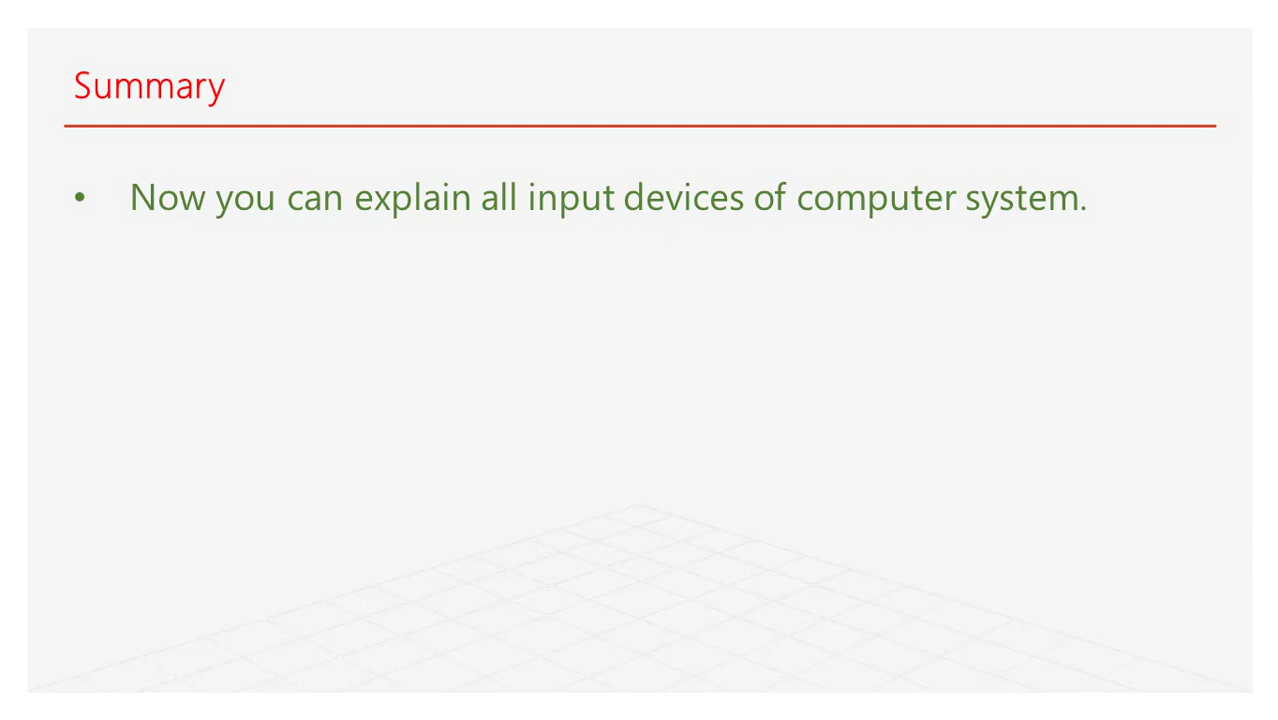 Summary
• Now you can explain all input devices of computer system.